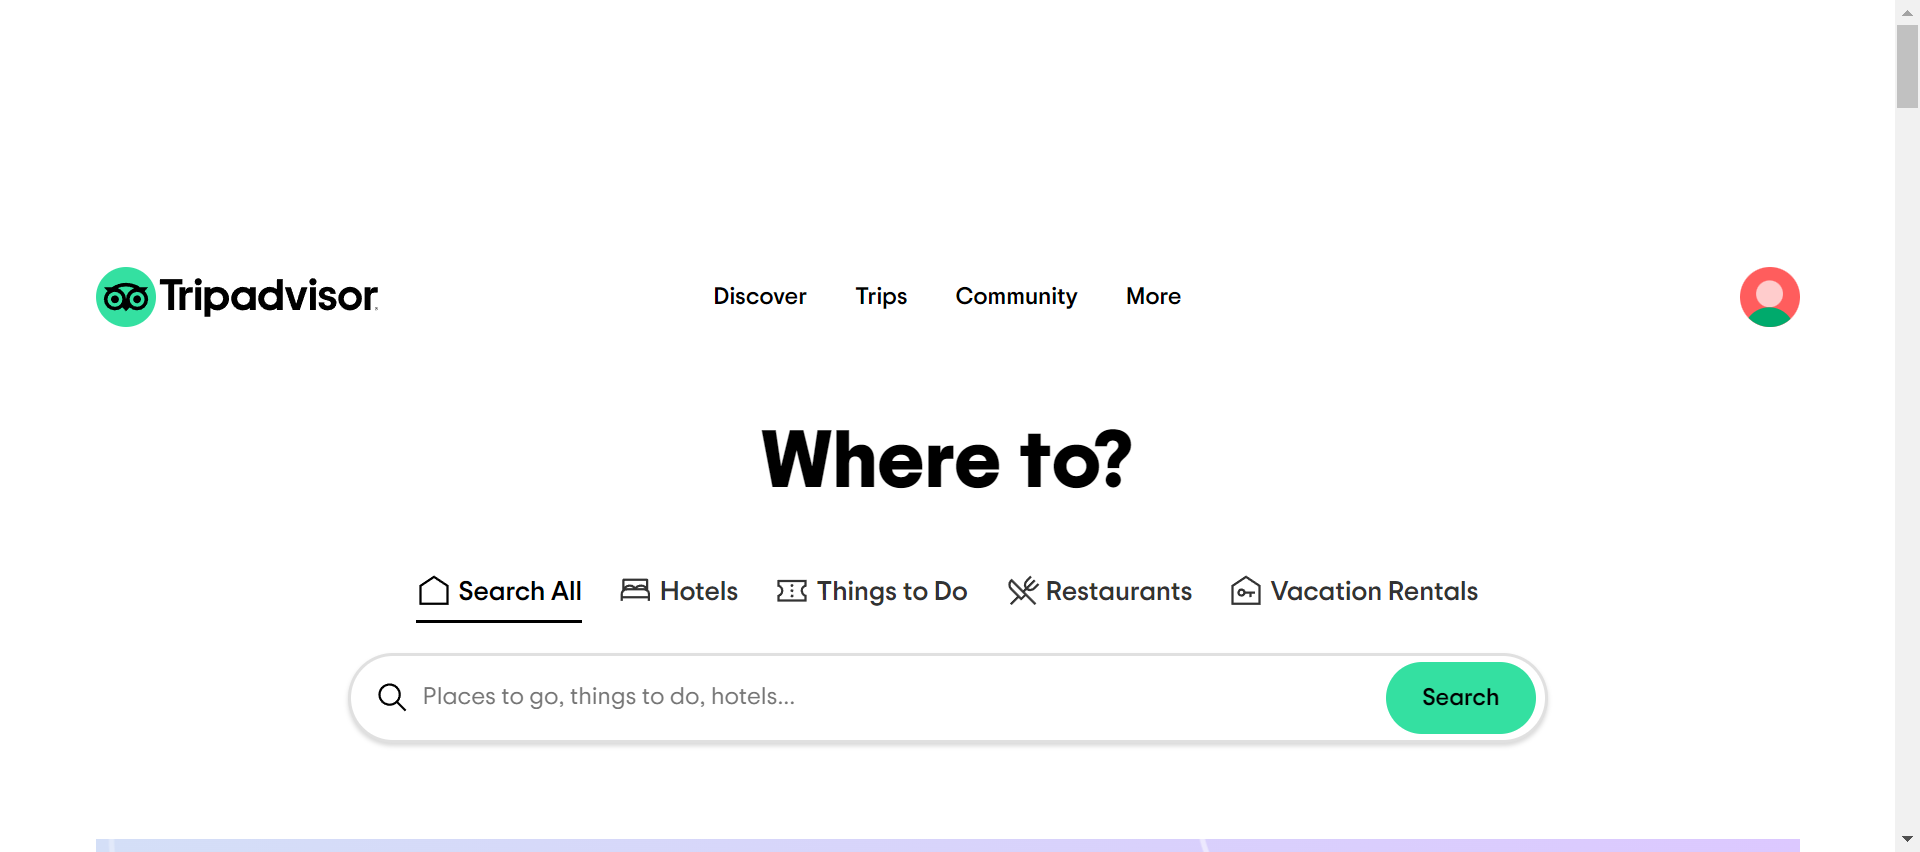 Tripadvisor
Discover Trips Community More
Where to?
Search All Hotels Things to Do Restaurants Vacation Rentals
Places to go, things to do, hotels... Search